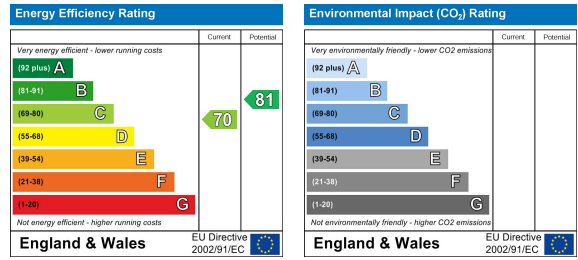 Energy Efficiency Rating
Current Potential
Very energy efficient - lower running costs
(92 plus) A
(81-91) B
(69-80) C
(55-68) D
(39-54) E
(21-38) F
(1-20) G
70
81
Not energy efficient - higher running costs
England & Wales
EU Directive
2002/91/EC
Environmental Impact (CO₂) Rating
Current Potential
Very environmentally friendly - lower CO2 emissions
(92 plus) A
(81-91) B
(69-80) C
(55-68) D
(39-54) E
(21-38) F
(1-20) G
Not environmentally friendly - higher CO2 emissions
England & Wales
EU Directive
2002/91/EC